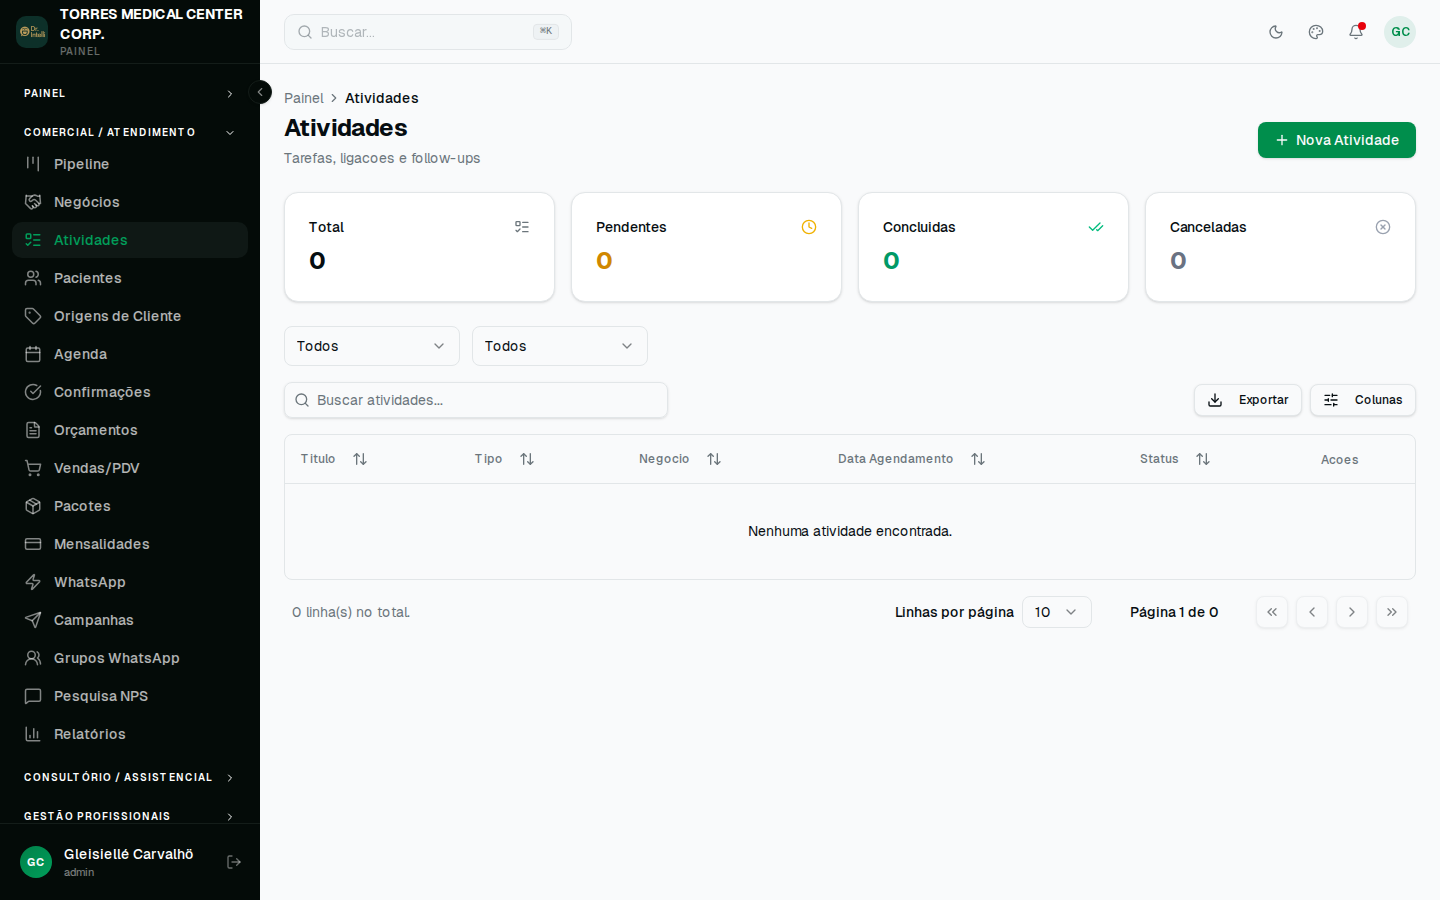 TORRES MEDICAL CENTER
CORP.
PAINEL
PAINEL
COMERCIAL / ATENDIMENTO
Pipeline
Negócios
Atividades
Pacientes
Origens de Cliente
Agenda
Confirmações
Orçamentos
Vendas/PDV
Pacotes
Mensalidades
WhatsApp
Campanhas
Grupos WhatsApp
Pesquisa NPS
Relatórios
CONSULTÓRIO / ASSISTENCIAL
GESTÃO PROFISSIONAIS
GC
Gleisiellé Carvalhö
admin
Buscar...
⌘K
GC
Painel
Atividades
Atividades
Tarefas, ligacoes e follow-ups
Nova Atividade
Total
0
Pendentes
0
Concluidas
0
Canceladas
0
Todos
Todos
Buscar atividades...
Exportar
Colunas
Titulo
Tipo
Negocio
Data Agendamento
Status
Acoes
Nenhuma atividade encontrada.
0 linha(s) no total.
Linhas por página
10
Página 1 de 0